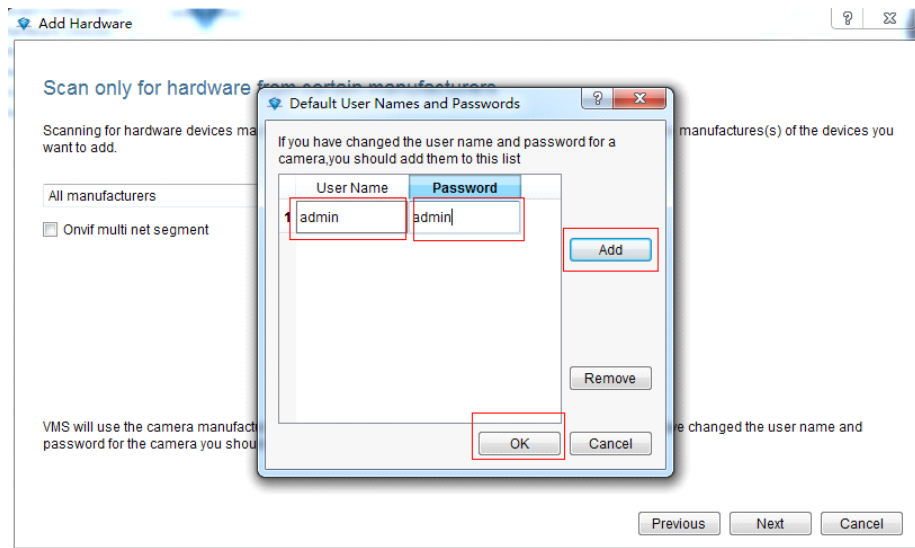 Add Hardware
Scan only for hardware from certain manufacturers
Scanning for hardware devices ma
manufactures(s) of the devices you
want to add.
All manufacturers
Onvif multi net segment
Default User Names and Passwords
If you have changed the user name and password for a
camera,you should add them to this list
User Name Password
1 admin admin
Add
Remove
OK Cancel
VMS will use the camera manufact
ve changed the user name and
password for the camera you shou
Previous Next Cancel